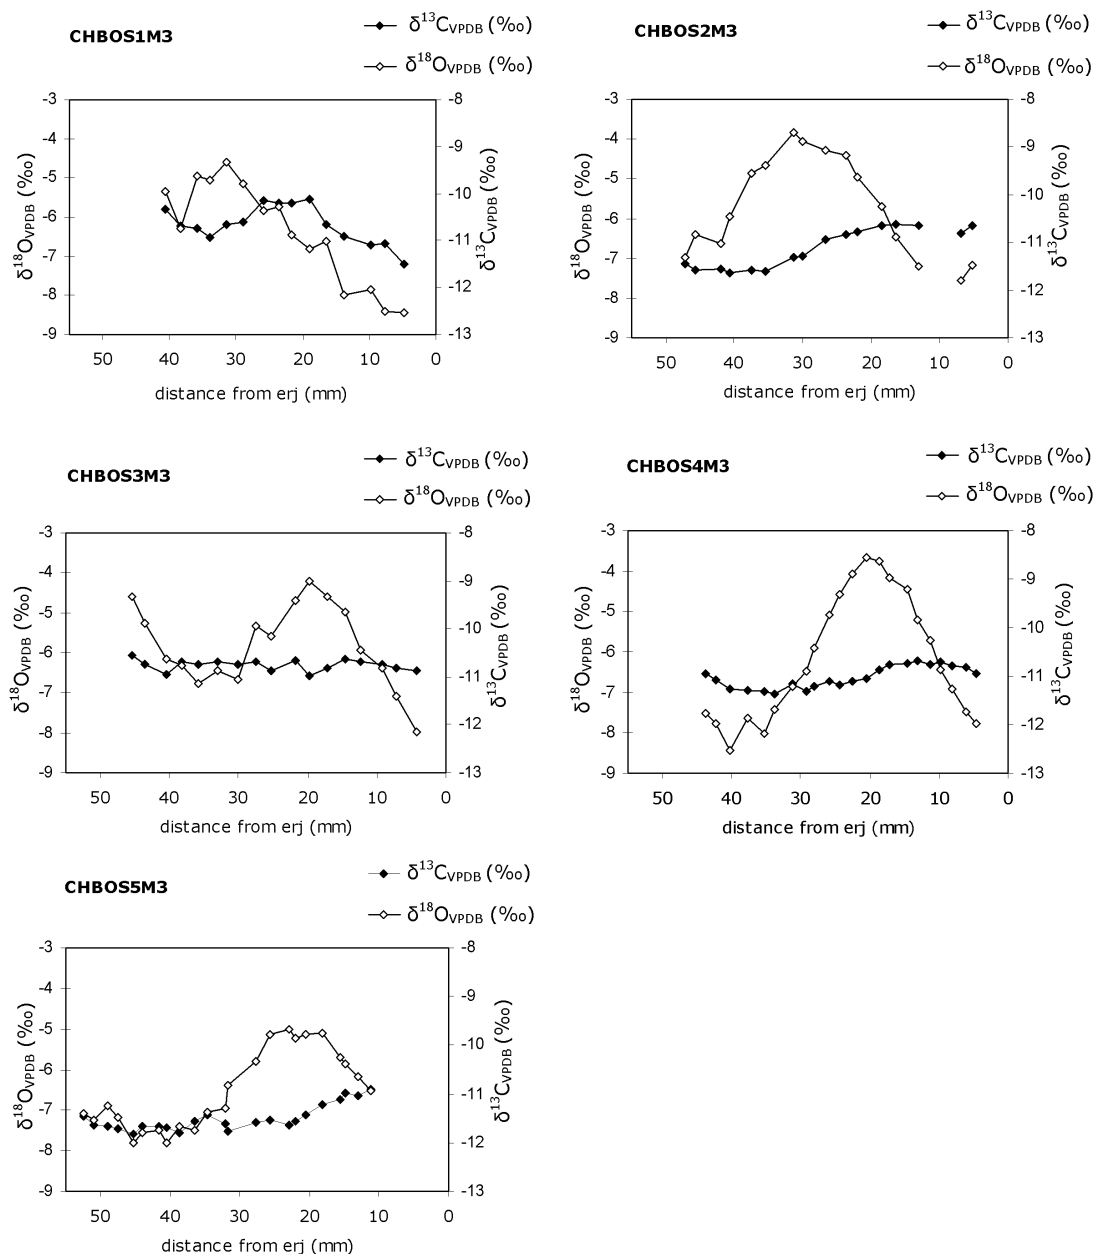 CHBOS1M3
δ¹³CVPDB (‰)
δ¹⁸OVPDB (‰)
-3
-4
-5
-6
-7
-8
-9
δ¹⁸OVPDB (‰)
-8
-9
-10
-11
-12
-13
δ¹³CVPDB (‰)
50 40 30 20 10 0
distance from erj (mm)
CHBOS2M3
δ¹³CVPDB (‰)
δ¹⁸OVPDB (‰)
-3
-4
-5
-6
-7
-8
-9
δ¹⁸OVPDB (‰)
-8
-9
-10
-11
-12
-13
δ¹³CVPDB (‰)
50 40 30 20 10 0
distance from erj (mm)
CHBOS3M3
δ¹³CVPDB (‰)
δ¹⁸OVPDB (‰)
-3
-4
-5
-6
-7
-8
-9
δ¹⁸OVPDB (‰)
-8
-9
-10
-11
-12
-13
δ¹³CVPDB (‰)
50 40 30 20 10 0
distance from erj (mm)
CHBOS4M3
δ¹³CVPDB (‰)
δ¹⁸OVPDB (‰)
-3
-4
-5
-6
-7
-8
-9
δ¹⁸OVPDB (‰)
-8
-9
-10
-11
-12
-13
δ¹³CVPDB (‰)
50 40 30 20 10 0
distance from erj (mm)
CHBOS5M3
δ¹³CVPDB (‰)
δ¹⁸OVPDB (‰)
-3
-4
-5
-6
-7
-8
-9
δ¹⁸OVPDB (‰)
-8
-9
-10
-11
-12
-13
δ¹³CVPDB (‰)
50 40 30 20 10 0
distance from erj (mm)